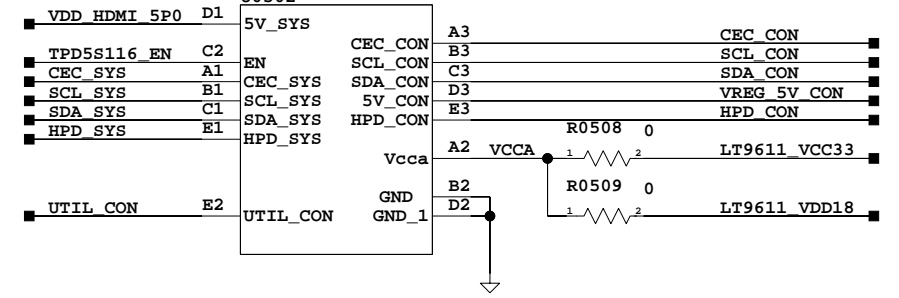 VDD_HDMI_5P0 D1 5V_SYS
A3 CEC_CON CEC_CON
TPD5S116_EN C2 EN
B3 SCL_CON SCL_CON
CEC_SYS A1 CEC_SYS
C3 SDA_CON SDA_CON
SCL_SYS B1 SCL_SYS
D3 5V_CON VREG_5V_CON
SDA_SYS C1 SDA_SYS
E3 HPD_CON HPD_CON
HPD_SYS E1 HPD_SYS
R0508 0
Vcca A2 VCCA 1 2 LT9611_VCC33
GND B2
R0509 0
UTIL_CON E2 UTIL_CON
GND_1 D2
1 2 LT9611_VDD18